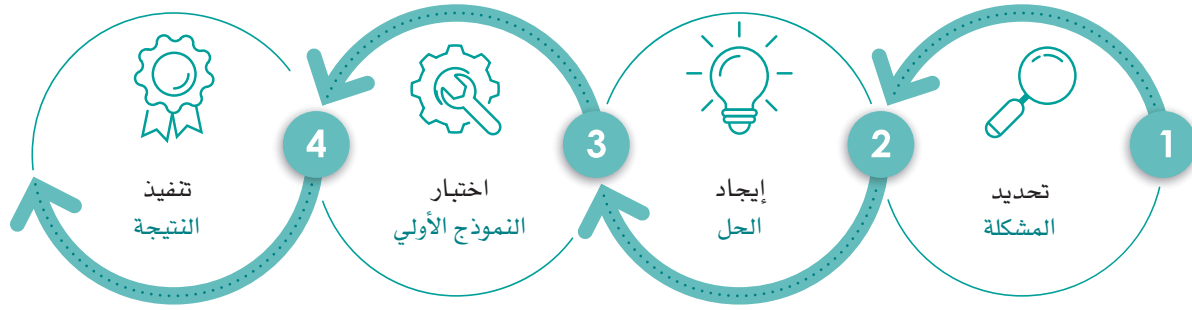 1
تحديد
المشكلة
2
إيجاد
الحل
3
اختبار
النموذج الأولي
4
تنفيذ
النتيجة